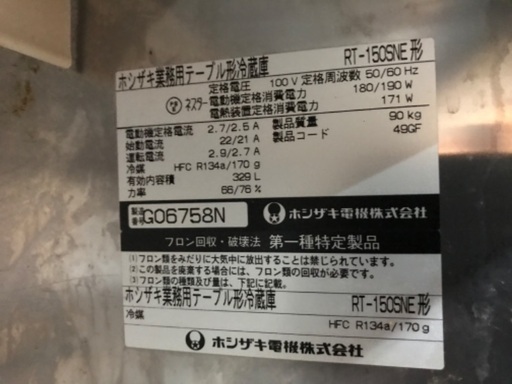 ホシザキ業務用テーブル形冷蔵庫 RT-150SNE形
定格電圧 100V 定格周波数 50/60Hz
電動機定格消費電力 180/190W
電熱装置定格消費電力 171W
電動機定格電流 2.7/2.5A 製品質量 90kg
始動電流 22/21A 製品コード 49GF
運転電流 2.9/2.7A
冷媒 HFC R134a/170g
有効内容積 329L
力率 66/76%
製造番号 G06758N ホシザキ電機株式会社
フロン回収・破壊法 第一種特定製品
(1)フロン類をみだりに大気中に放出することは禁じられています。
(2)この製品を廃棄する場合には、フロン類の回収が必要です。
(3)フロン類の種類及び量は、下記に記載。
ホシザキ業務用テーブル形冷蔵庫 RT-150SNE形
冷媒 HFC R134a/170g
ホシザキ電機株式会社